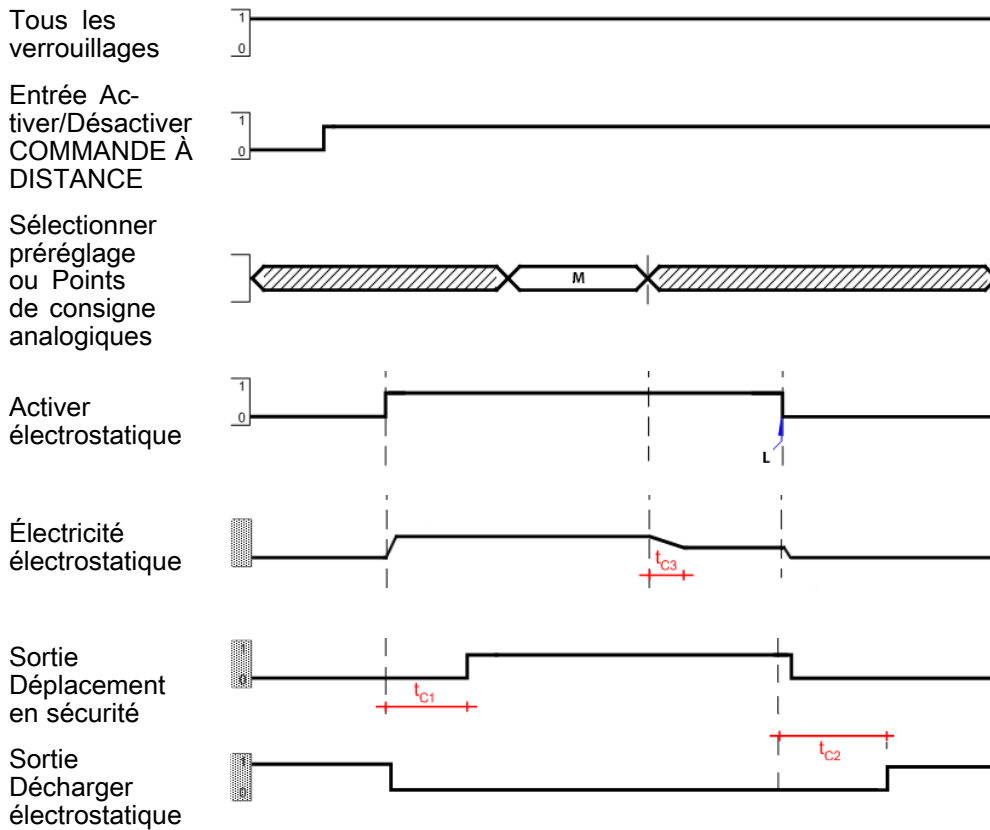 Tous les
verrouillages
1
0
Entrée Ac-
tiver/Désactiver
COMMANDE À
DISTANCE
1
0
Sélectionner
préréglage
ou Points
de consigne
analogiques
M
Activer
électrostatique
1
0
L
Électricité
électrostatique
tC3
Sortie
Déplacement
en sécurité
1
0
tC1
tC2
Sortie
Décharger
électrostatique
1
0